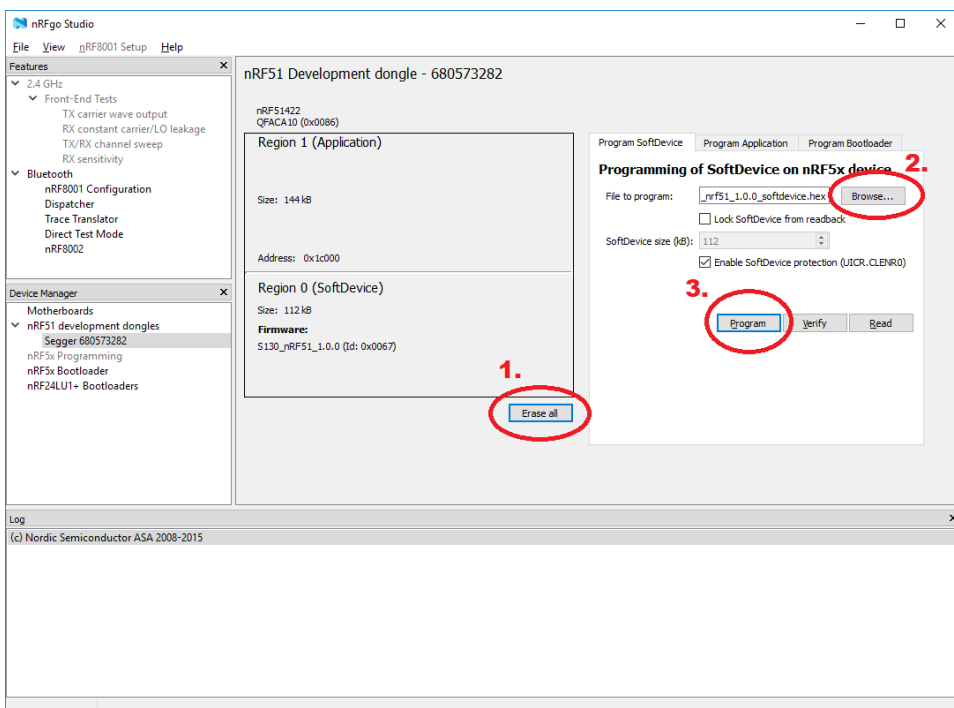 nRFgo Studio
File View nRF8001 Setup Help
Features
2.4 GHz
Front-End Tests
TX carrier wave output
RX constant carrier/LO leakage
TX/RX channel sweep
RX sensitivity
Bluetooth
nRF8001 Configuration
Dispatcher
Trace Translator
Direct Test Mode
nRF8002
Device Manager
Motherboards
nRF51 development dongles
Segger 680573282
nRF5x Programming
nRF5x Bootloader
nRF24LU1+ Bootloaders
nRF51 Development dongle - 680573282
nRF51422
QFACA10 (0x0086)
Region 1 (Application)
Size: 144 kB
Address: 0x1c000
Region 0 (SoftDevice)
Size: 112 kB
Firmware:
S130_nRF51_1.0.0 (Id: 0x0067)
1.
Erase all
Program SoftDevice Program Application Program Bootloader
Programming of SoftDevice on nRF5x device
2.
File to program: _nrf51_1.0.0_softdevice.hex Browse...
Lock SoftDevice from readback
SoftDevice size (kB): 112
Enable SoftDevice protection (UICR.CLENR0)
3.
Program Verify Read
Log
(c) Nordic Semiconductor ASA 2008-2015